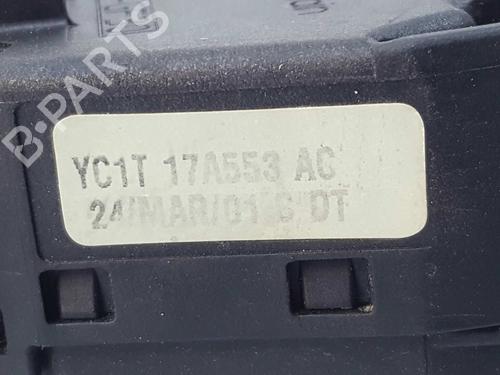 B-PARTS
YC1T 17A553 AC
24/MAR/01 S DT